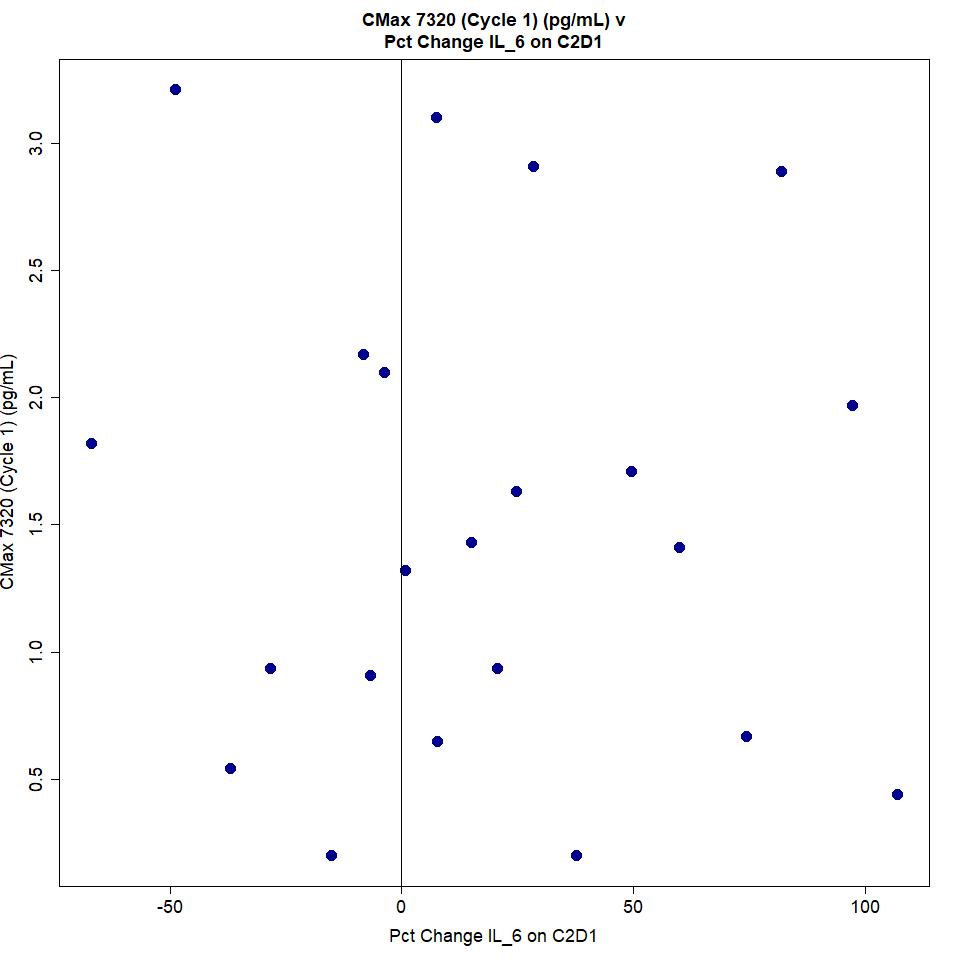 CMax 7320 (Cycle 1) (pg/mL) v
Pct Change IL_6 on C2D1
CMax 7320 (Cycle 1) (pg/mL)
3.0
2.5
2.0
1.5
1.0
0.5
-50
0
50
100
Pct Change IL_6 on C2D1